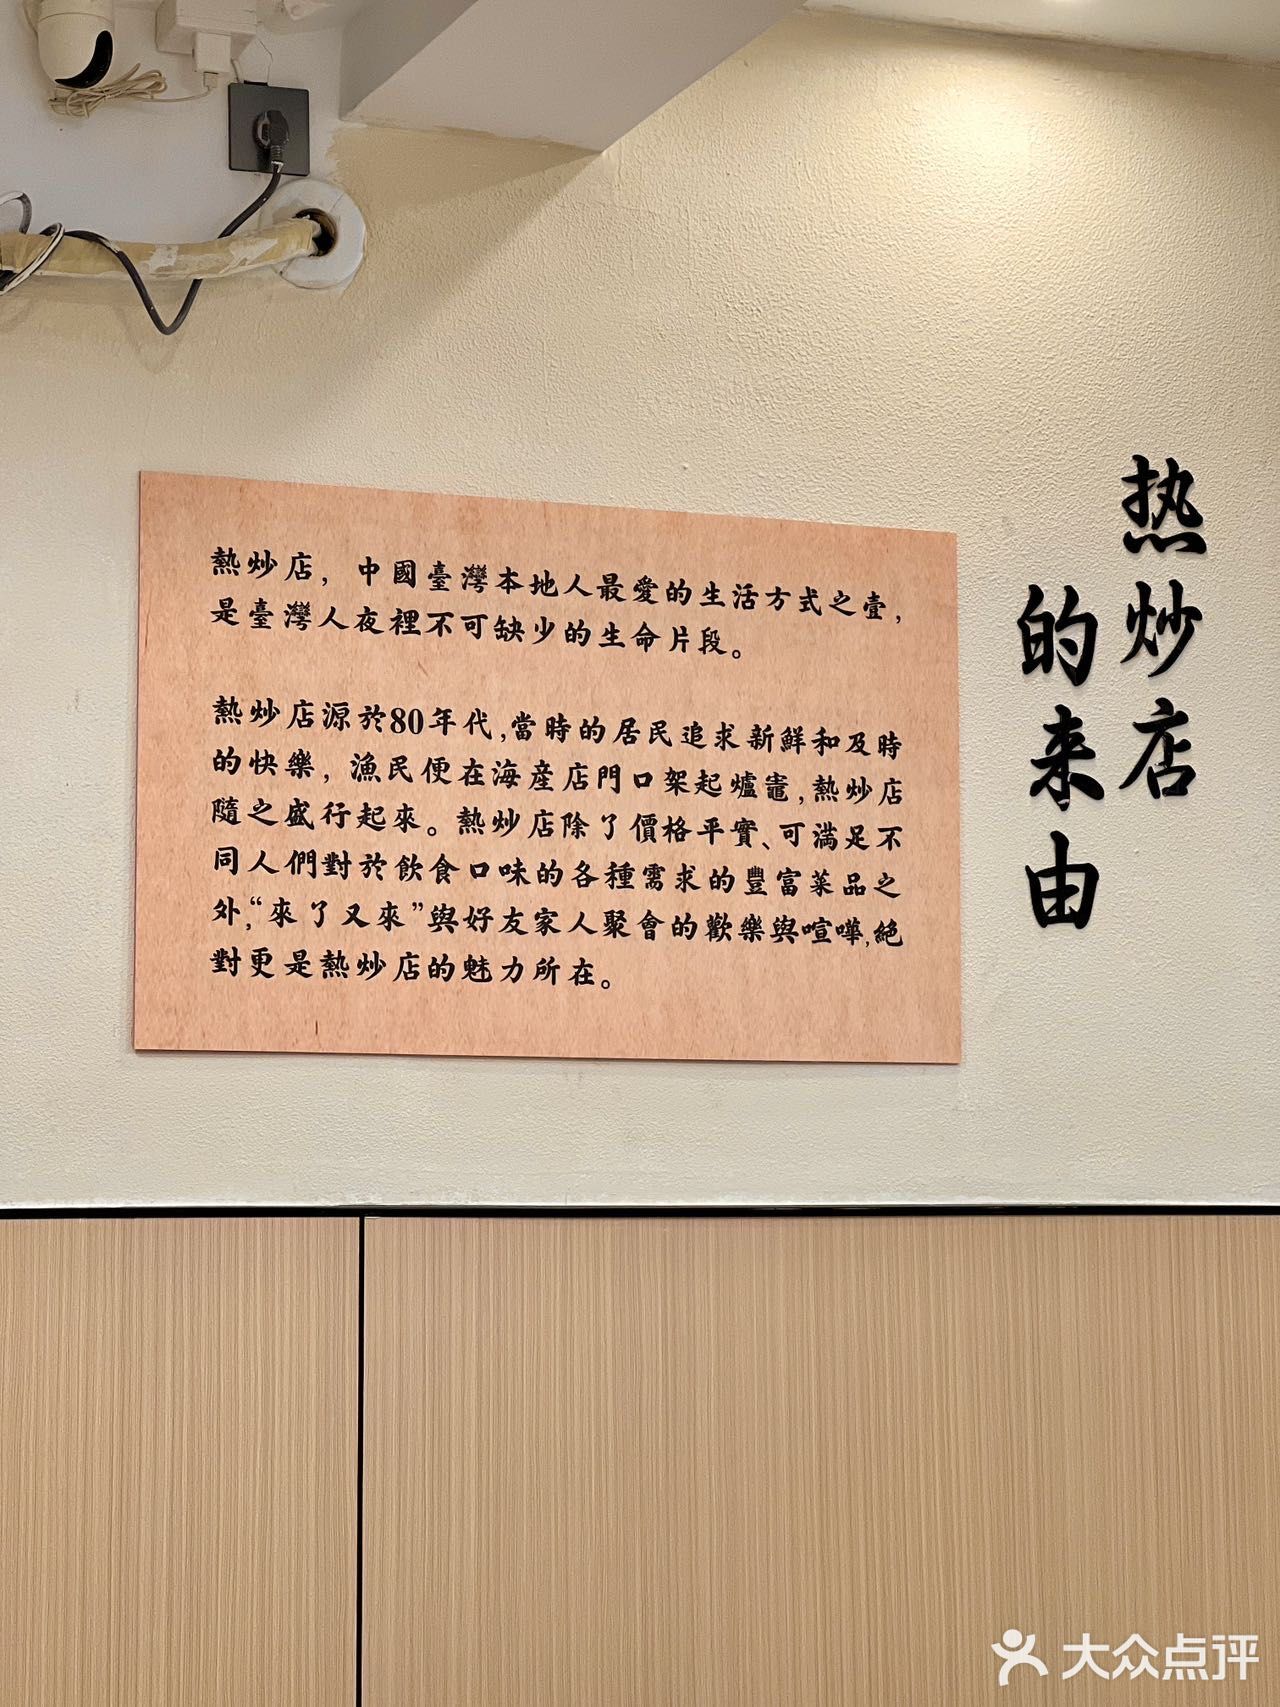 热炒店
的来由
熱炒店，中國臺灣本地人最愛的生活方式之壹，
是臺灣人夜裡不可缺少的生命片段。
熱炒店源於80年代,當時的居民追求新鮮和及時
的快樂，漁民便在海産店門口架起爐竈,熱炒店
隨之盛行起來。熱炒店除了價格平實、可滿足不
同人們對於飲食口味的各種需求的豐富菜品之
外,“來了又來”與好友家人聚會的歡樂與喧嘩,絕
對更是熱炒店的魅力所在。
大众点评